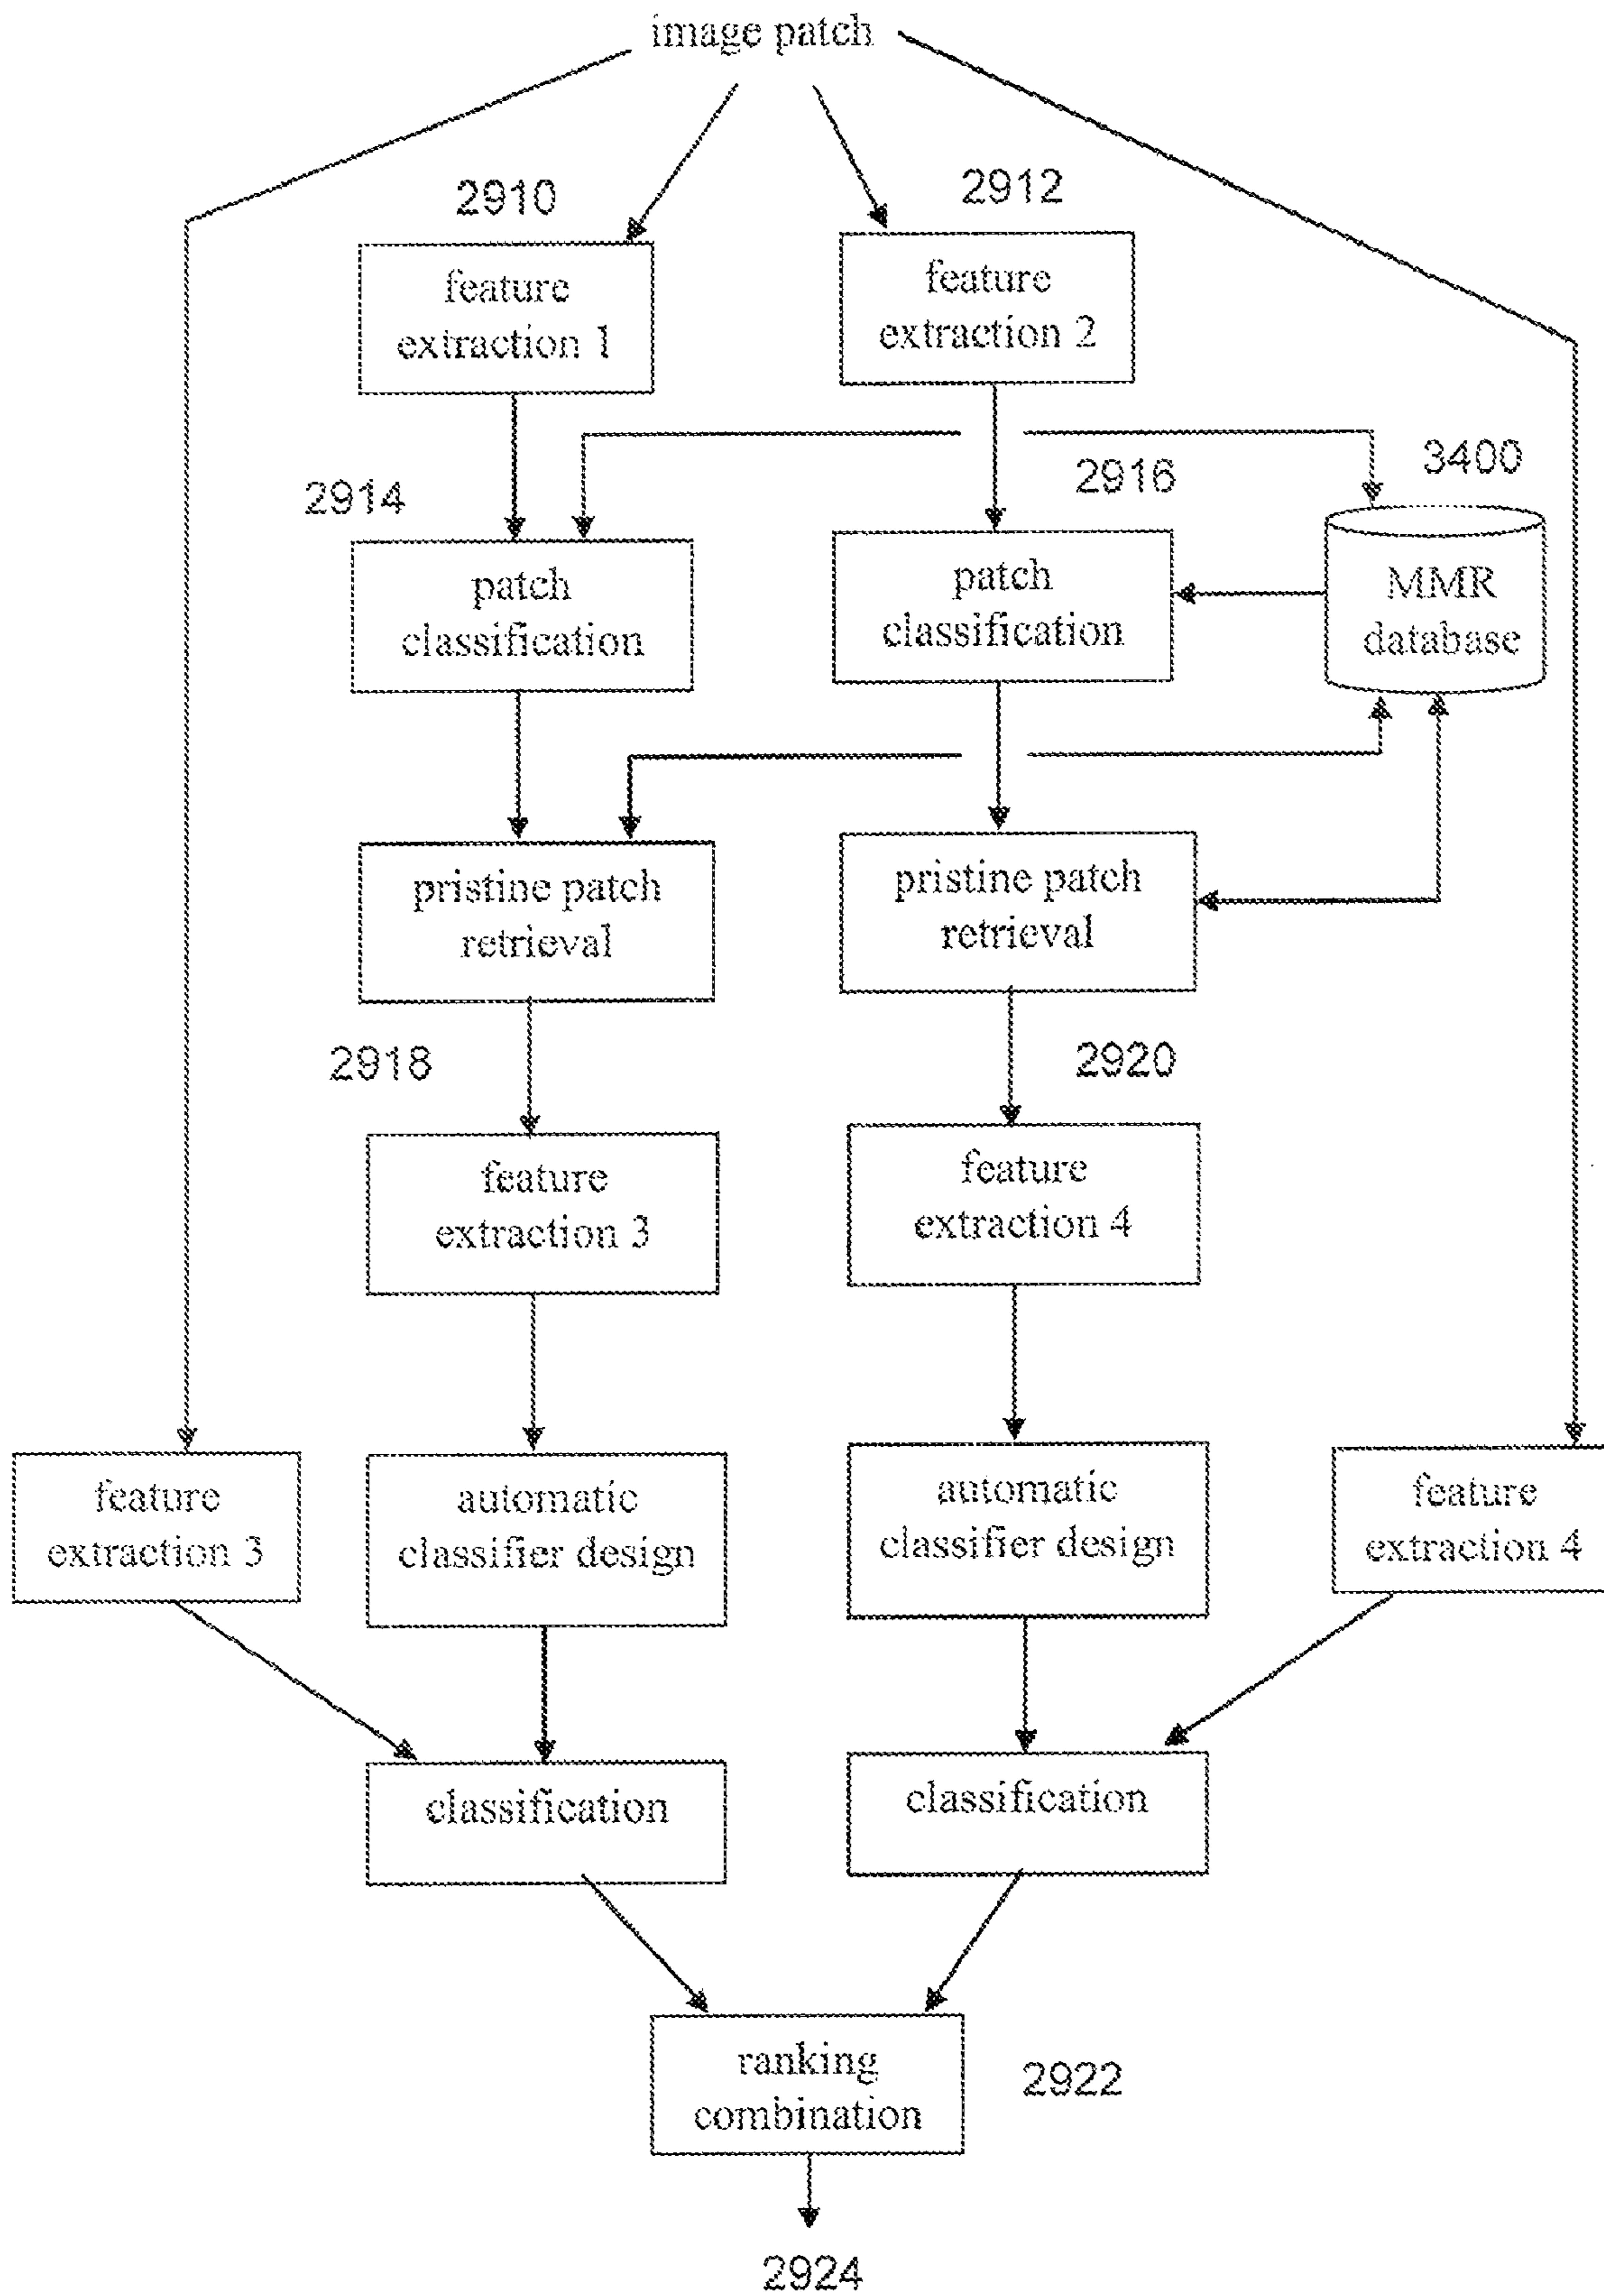 image patch
2910
2912
feature
extraction 1
feature
extraction 2
3400
2914
2916
patch
classification
patch
classification
MMR
database
pristine patch
retrieval
pristine patch
retrieval
2918
2920
feature
extraction 3
feature
extraction 4
feature
extraction 3
automatic
classifier design
automatic
classifier design
feature
extraction 4
classification
classification
ranking
combination
2922
2924